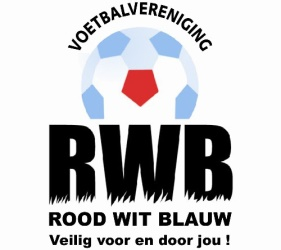 VOETBALVERENIGING
RWB
ROOD WIT BLAUW
Veilig voor en door jou !